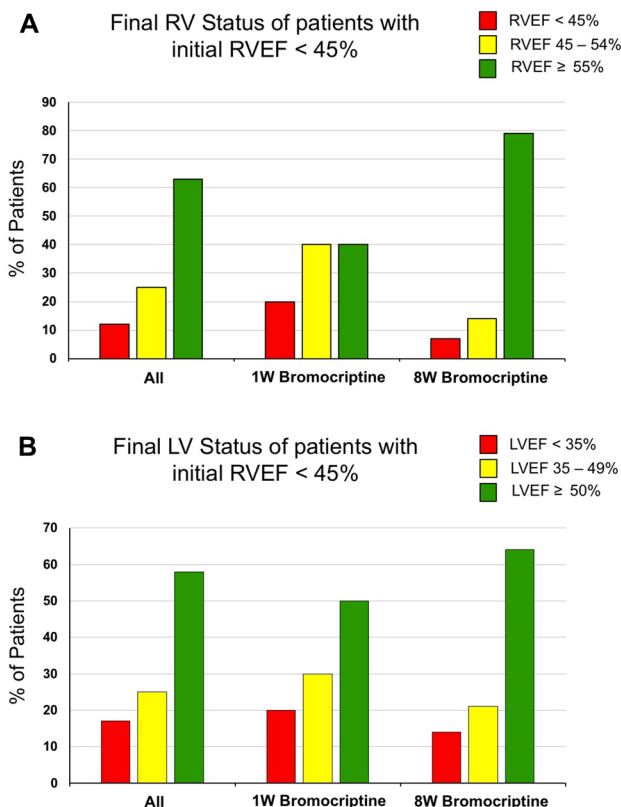 A
Final RV Status of patients with
initial RVEF < 45%
RVEF < 45%
RVEF 45 – 54%
RVEF ≥ 55%
% of Patients
90
80
70
60
50
40
30
20
10
0
All
1W Bromocriptine
8W Bromocriptine
B
Final LV Status of patients with
initial RVEF < 45%
LVEF < 35%
LVEF 35 – 49%
LVEF ≥ 50%
% of Patients
70
60
50
40
30
20
10
0
All
1W Bromocriptine
8W Bromocriptine